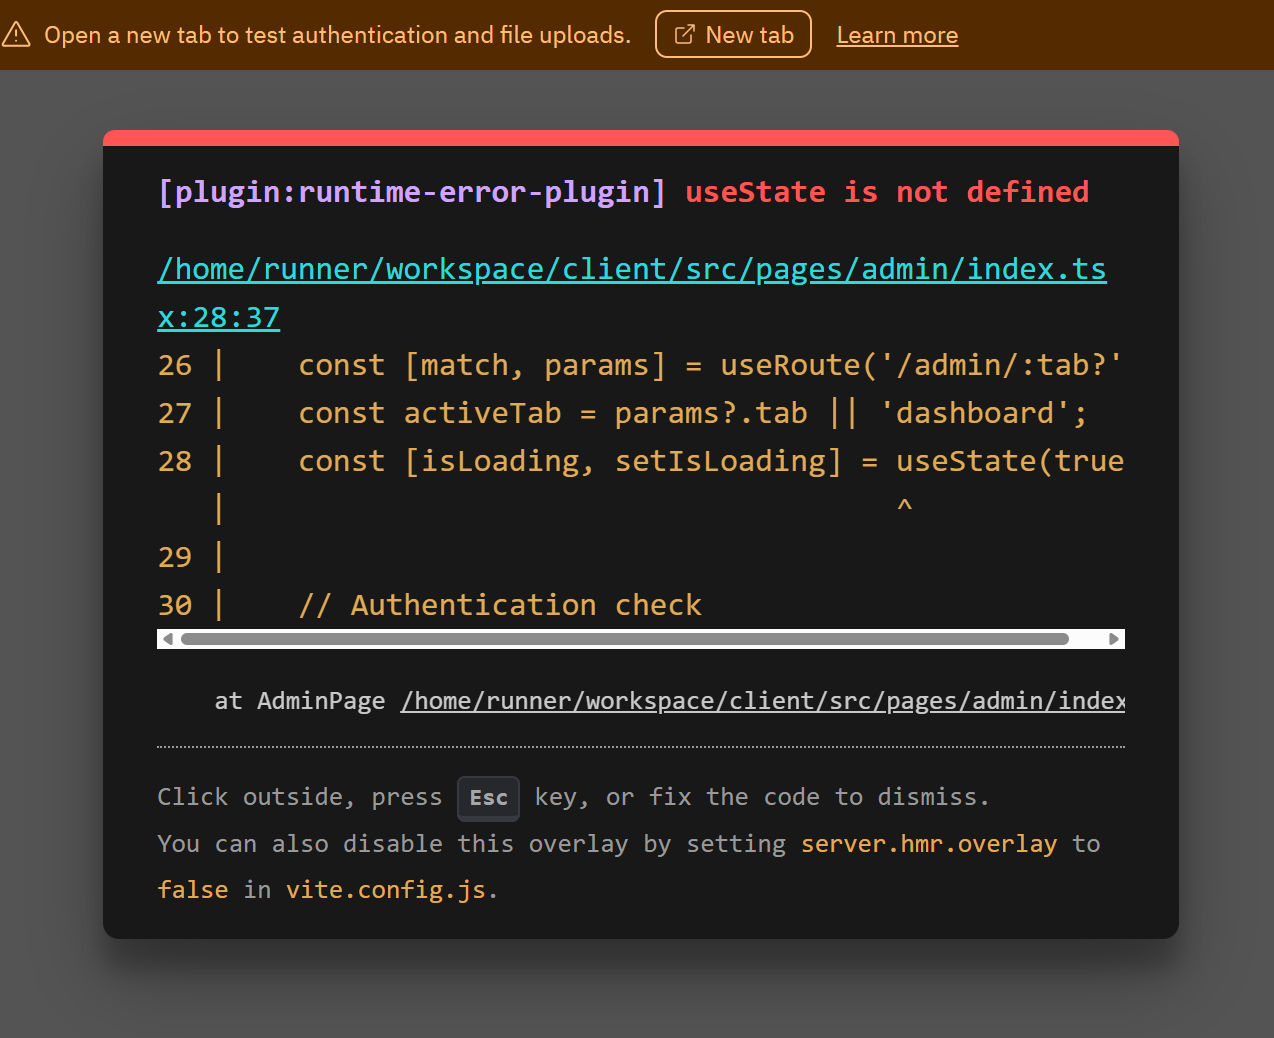 Open a new tab to test authentication and file uploads. New tab Learn more
[plugin:runtime-error-plugin] useState is not defined
/home/runner/workspace/client/src/pages/admin/index.ts
x:28:37
26 |    const [match, params] = useRoute('/admin/:tab?'
27 |    const activeTab = params?.tab || 'dashboard';
28 |    const [isLoading, setIsLoading] = useState(true
   |                                      ^
29 |
30 |    // Authentication check
at AdminPage /home/runner/workspace/client/src/pages/admin/index
Click outside, press Esc key, or fix the code to dismiss.
You can also disable this overlay by setting server.hmr.overlay to
false in vite.config.js.